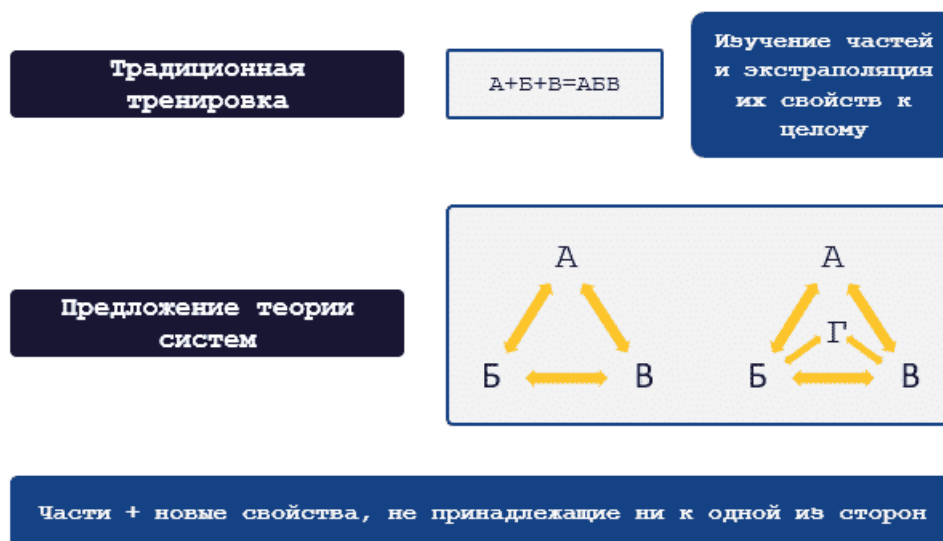 Традиционная
тренировка
А+Б+В=АБВ
Изучение частей
и экстраполяция
их свойств к
целому
Предложение теории
систем
А
Б
В
А
Г
Б
В
Части + новые свойства, не принадлежащие ни к одной из сторон